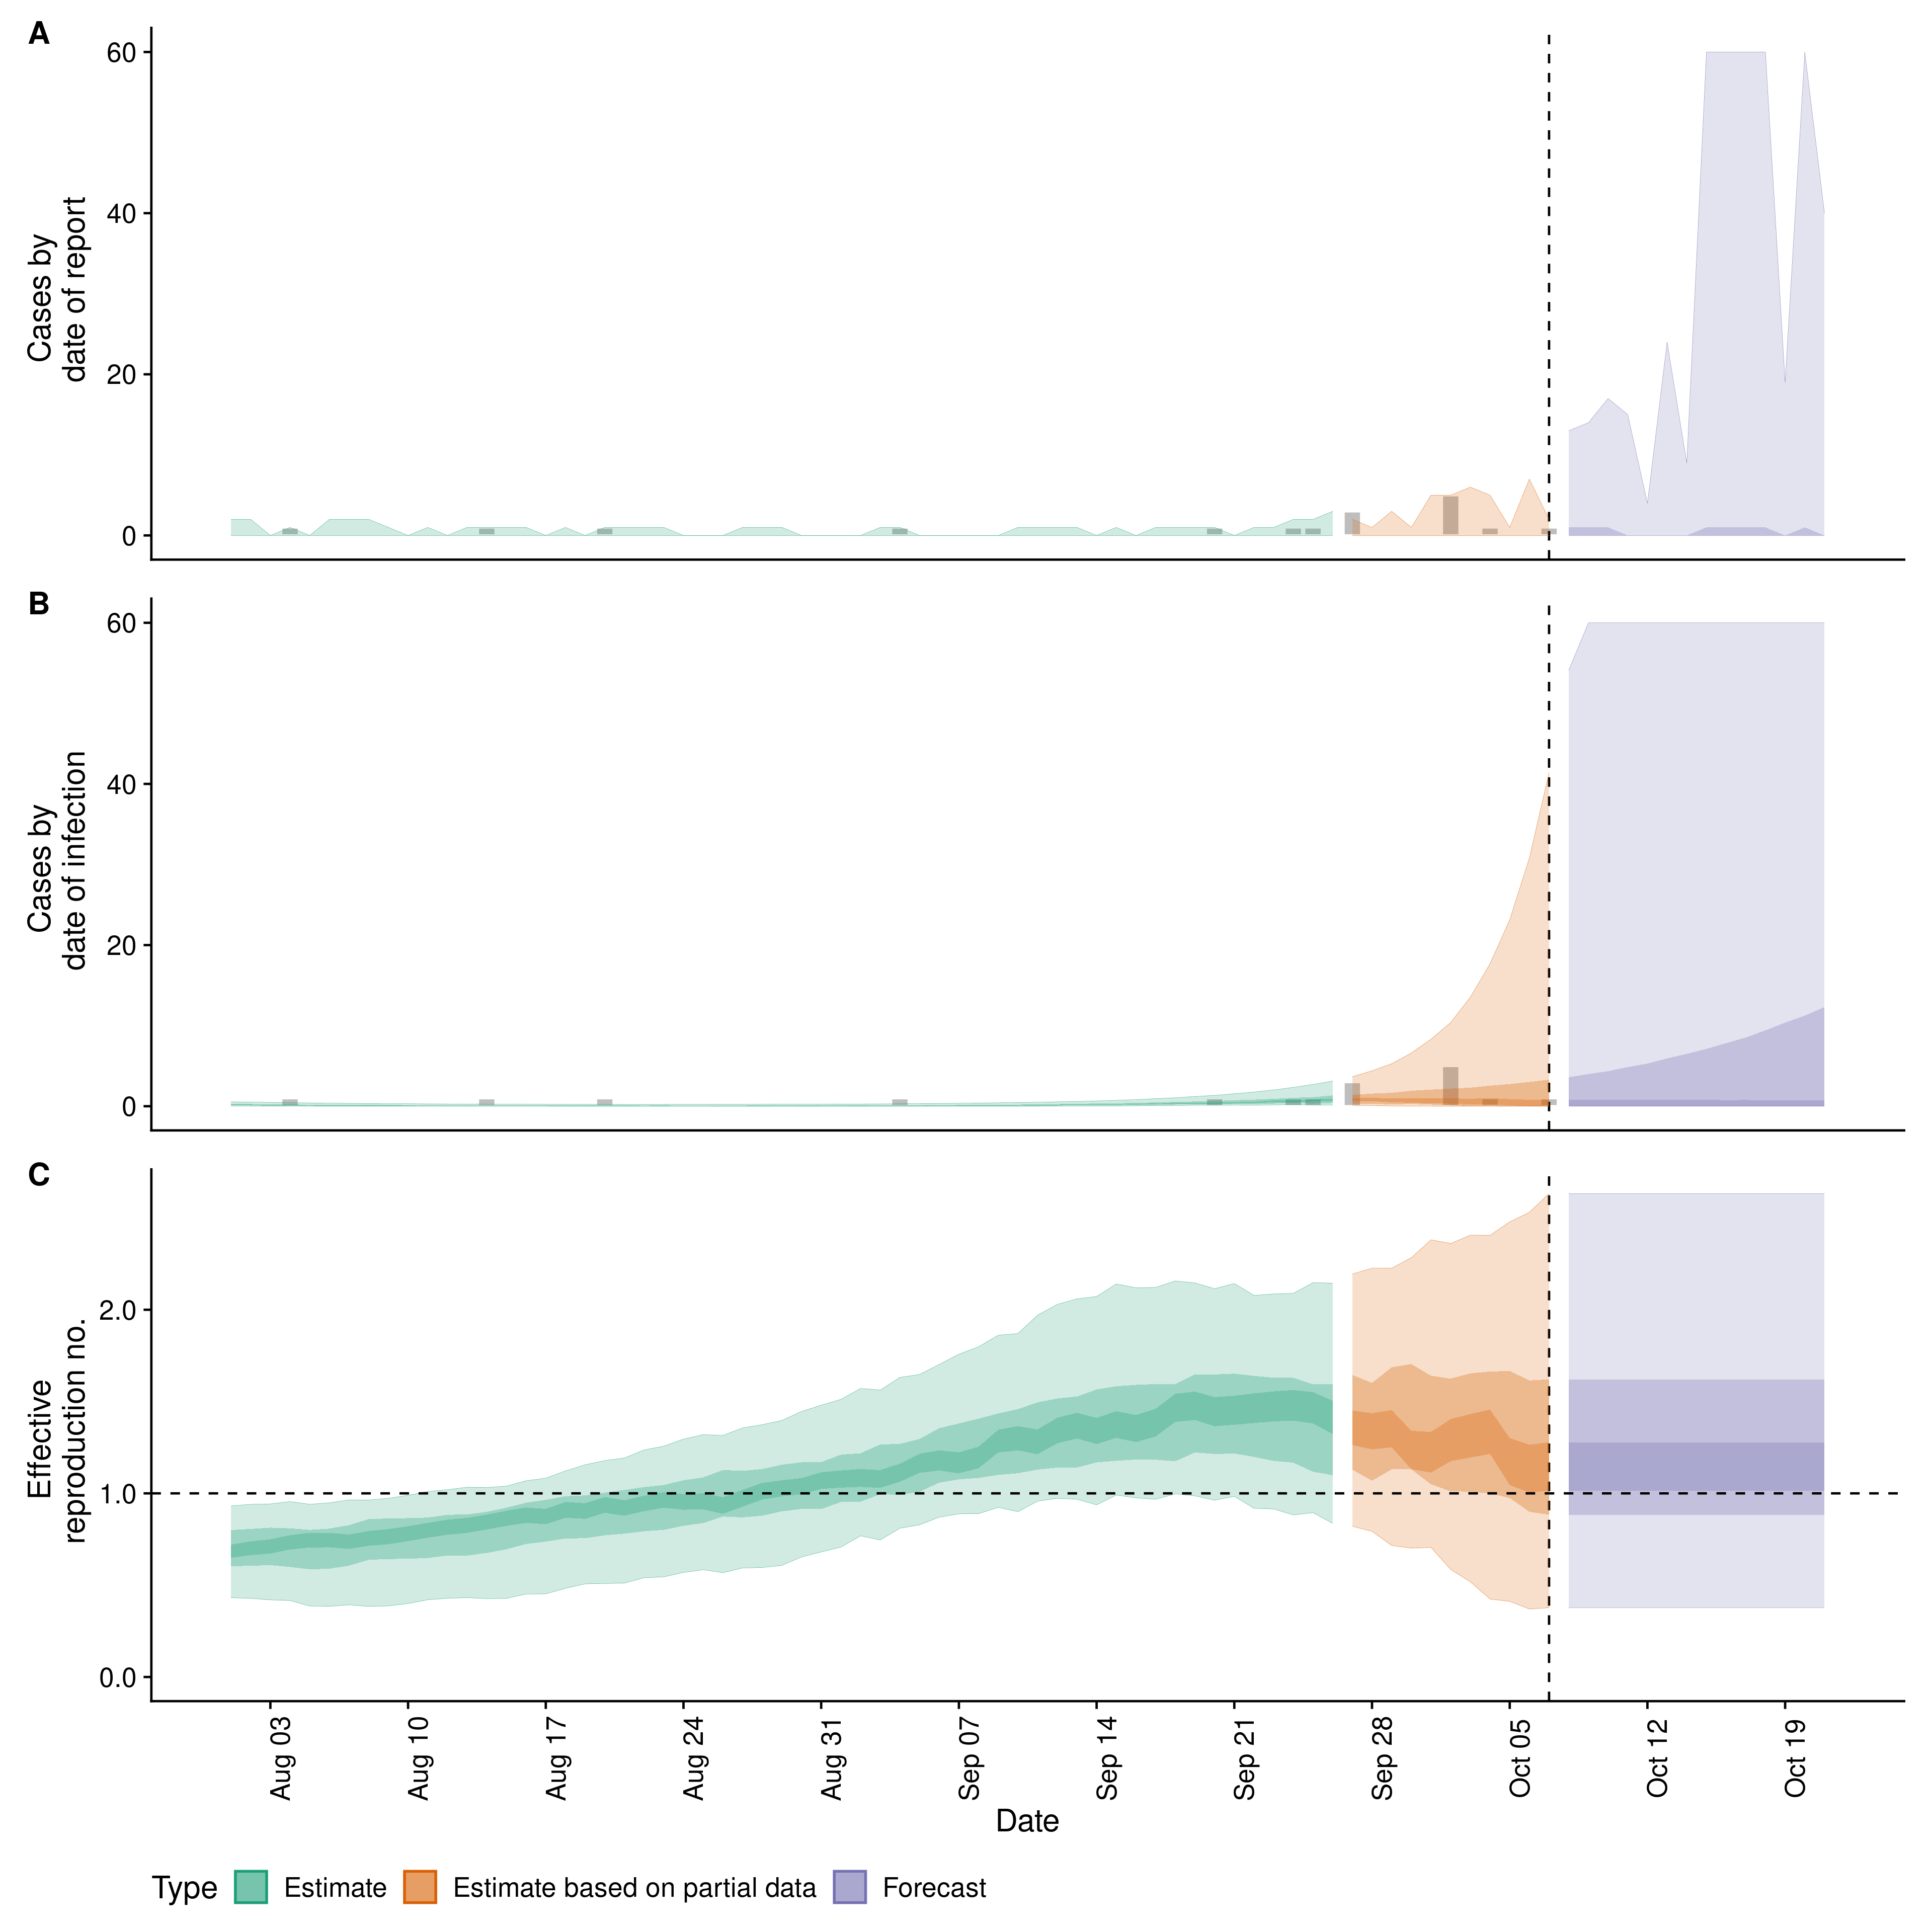 A
60
40
20
0
Cases by
date of report
B
60
40
20
0
Cases by
date of infection
C
2.0
1.0
0.0
Effective
reproduction no.
Aug 03
Aug 10
Aug 17
Aug 24
Aug 31
Sep 07
Sep 14
Sep 21
Sep 28
Oct 05
Oct 12
Oct 19
Date
Type Estimate Estimate based on partial data Forecast